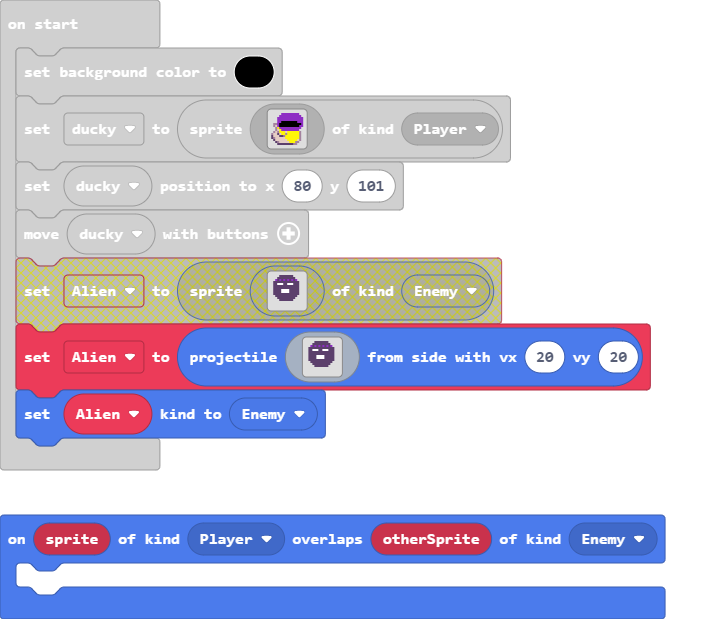 on start
set background color to
set ducky to sprite of kind Player
set ducky position to x 80 y 101
move ducky with buttons
set Alien to sprite of kind Enemy
set Alien to projectile from side with vx 20 vy 20
set Alien kind to Enemy
on sprite of kind Player overlaps otherSprite of kind Enemy